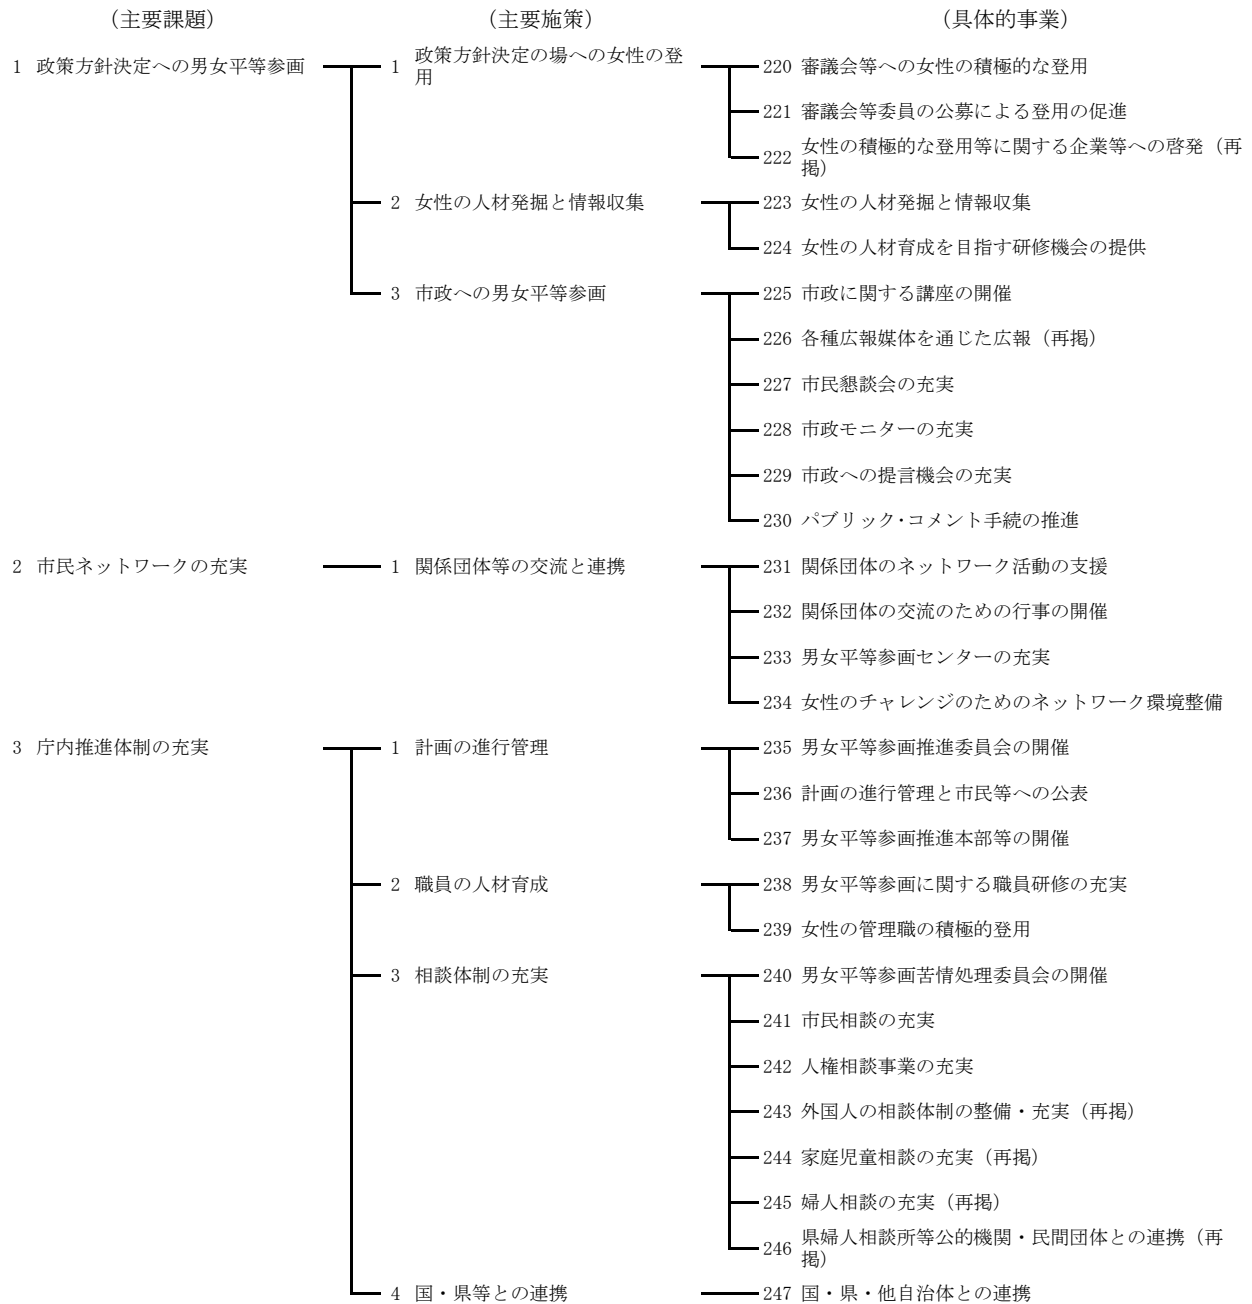 （主要課題）
（主要施策）
（具体的事業）
1 政策方針決定への男女平等参画
1 政策方針決定の場への女性の登
用
220 審議会等への女性の積極的な登用
221 審議会等委員の公募による登用の促進
222 女性の積極的な登用等に関する企業等への啓発（再
掲）
2 女性の人材発掘と情報収集
223 女性の人材発掘と情報収集
224 女性の人材育成を目指す研修機会の提供
3 市政への男女平等参画
225 市政に関する講座の開催
226 各種広報媒体を通じた広報（再掲）
227 市民懇談会の充実
228 市政モニターの充実
229 市政への提言機会の充実
230 パブリック・コメント手続の推進
2 市民ネットワークの充実
1 関係団体等の交流と連携
231 関係団体のネットワーク活動の支援
232 関係団体の交流のための行事の開催
233 男女平等参画センターの充実
234 女性のチャレンジのためのネットワーク環境整備
3 庁内推進体制の充実
1 計画の進行管理
235 男女平等参画推進委員会の開催
236 計画の進行管理と市民等への公表
237 男女平等参画推進本部等の開催
2 職員の人材育成
238 男女平等参画に関する職員研修の充実
239 女性の管理職の積極的登用
3 相談体制の充実
240 男女平等参画苦情処理委員会の開催
241 市民相談の充実
242 人権相談事業の充実
243 外国人の相談体制の整備・充実（再掲）
244 家庭児童相談の充実（再掲）
245 婦人相談の充実（再掲）
246 県婦人相談所等公的機関・民間団体との連携（再
掲）
4 国・県等との連携
247 国・県・他自治体との連携